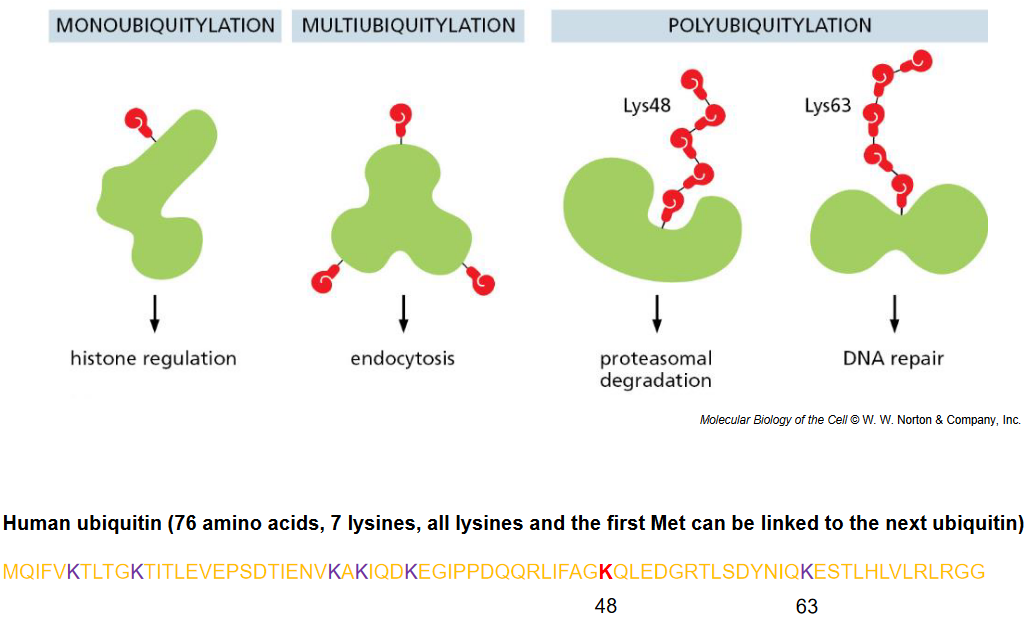 MONOUBIQUITYLATION MULTIUBIQUITYLATION POLYUBIQUITYLATION
Lys48 Lys63
histone regulation endocytosis proteasomal degradation DNA repair
Molecular Biology of the Cell © W. W. Norton & Company, Inc.
Human ubiquitin (76 amino acids, 7 lysines, all lysines and the first Met can be linked to the next ubiquitin)
MQIFVKTLTGKTITLEVEPSDTIENVKAKIQDKEGIPPDQQRLIFAGKQLEDGRTLSDYNIQKESTLHLVLRLRGG
48 63